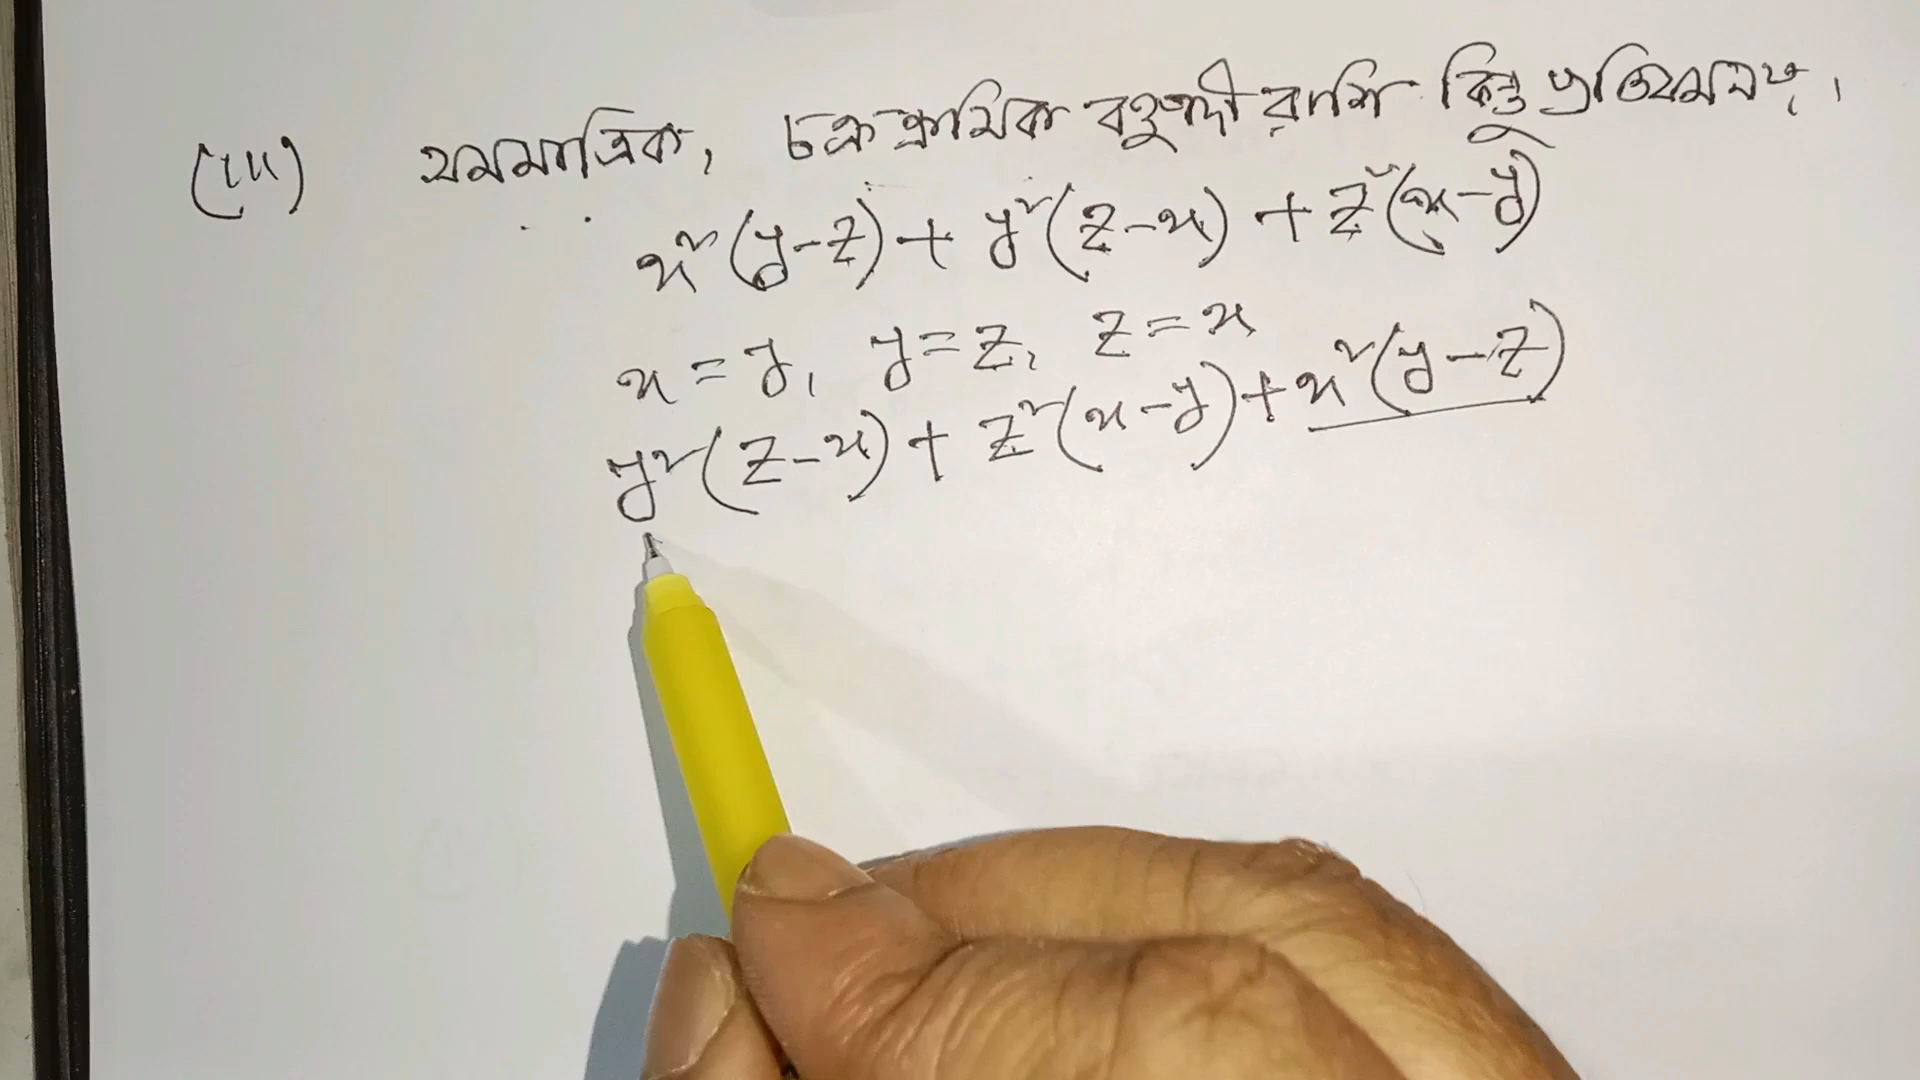 (iii) সমমাত্রিক, চক্রক্রমিক বহুপদী রাশি কিন্তু প্রতিসম নয়।
x²(y-z) + y²(z-x) + z²(x-y)
x = y, y = z, z = x
y²(z-x) + z²(x-y) + x²(y-z)